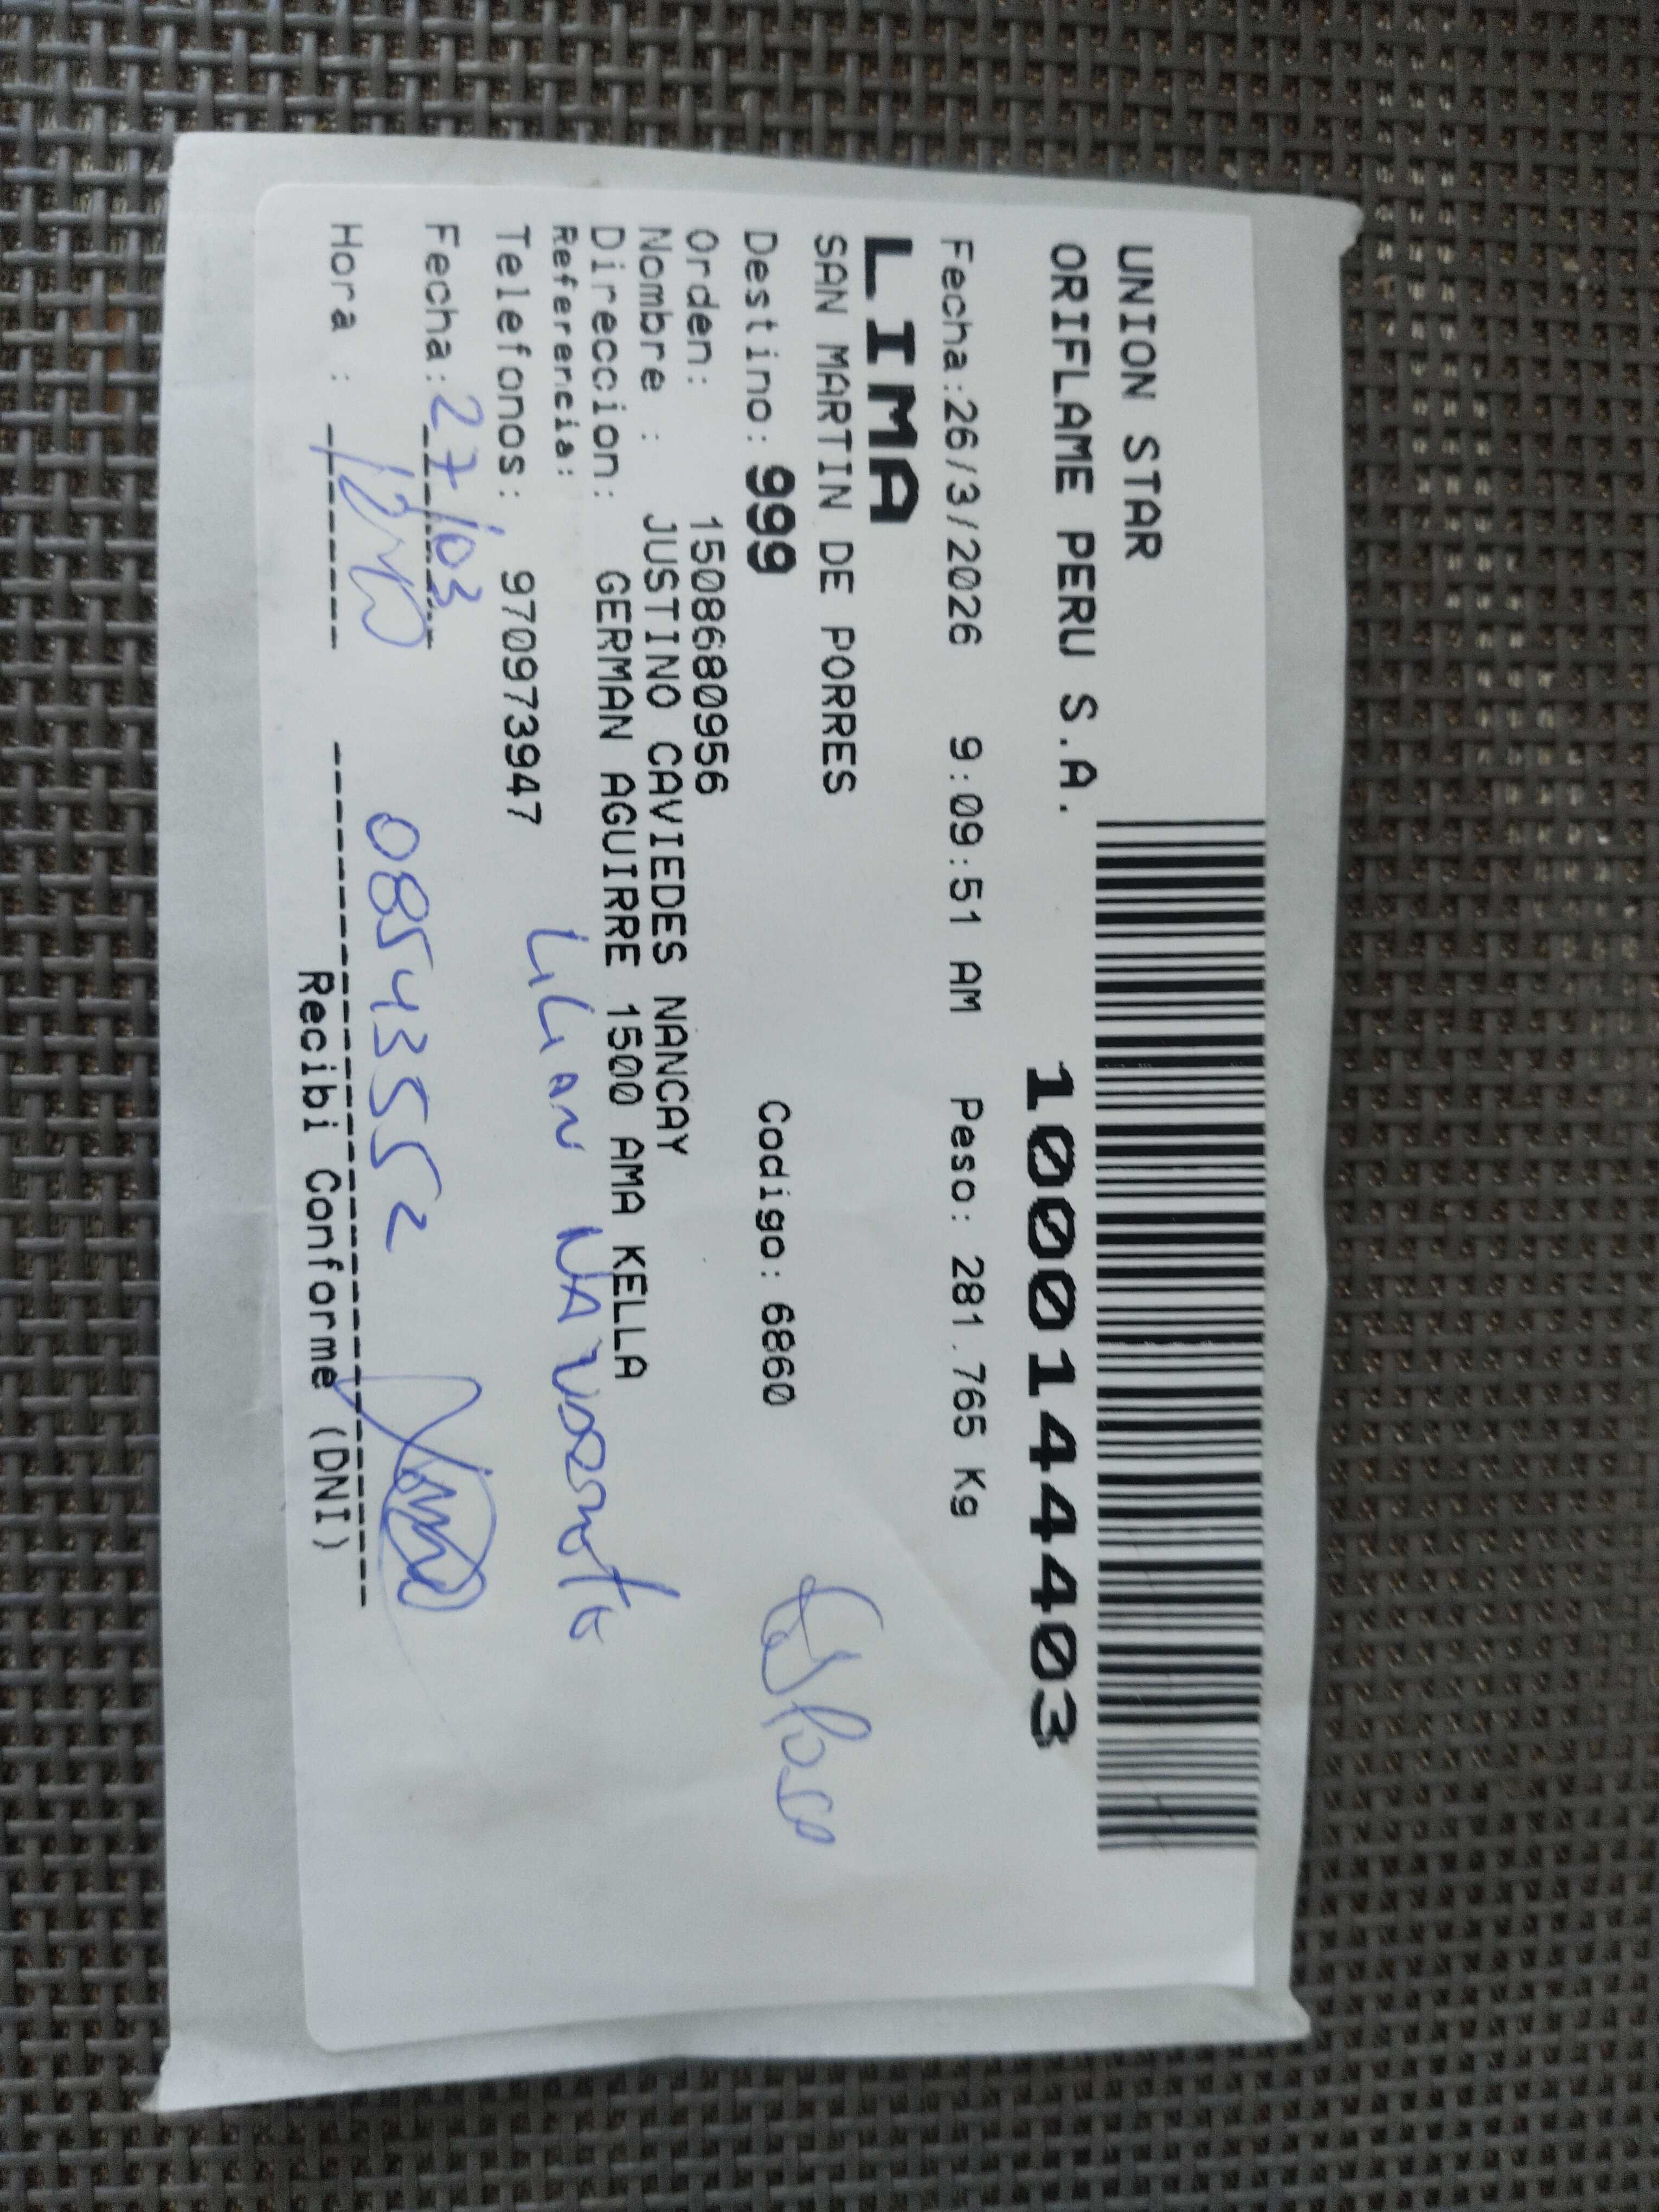 UNION STAR
ORIFLAME PERU S.A.
1000144403
Fecha:26/3/2026 9:09:51 AM Peso: 281.765 Kg
LIMA
SAN MARTIN DE PORRES
Destino: 999 Codigo: 6860
Orden: 1508680956
Nombre : JUSTINO CAVIEDES NANCAY
Direccion: GERMAN AGUIRRE 1500 AMA KELLA
Referencia:
Telefonos: 970973947
Lilian
Fecha: 27/03
08543552
Hora :
Recibi Conforme (DNI)